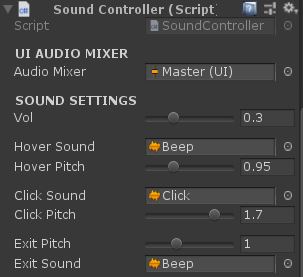 Sound Controller (Script)
Script SoundController
UI AUDIO MIXER
Audio Mixer Master (UI)
SOUND SETTINGS
Vol 0.3
Hover Sound Beep
Hover Pitch 0.95
Click Sound Click
Click Pitch 1.7
Exit Pitch 1
Exit Sound Beep